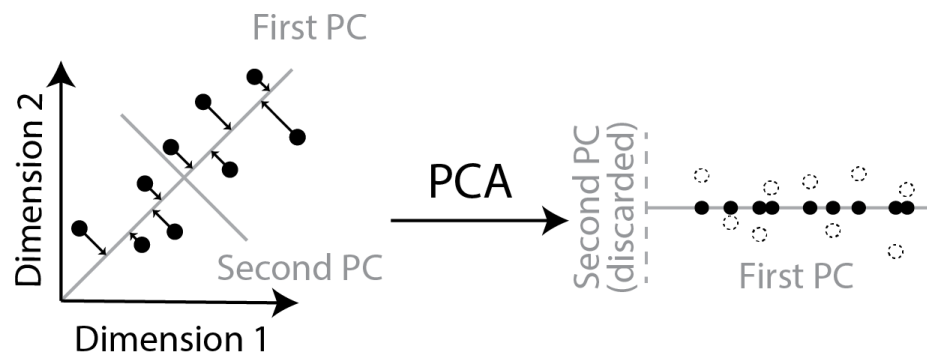 First PC
Dimension 2
Second PC
Dimension 1
PCA
Second PC
(discarded)
First PC